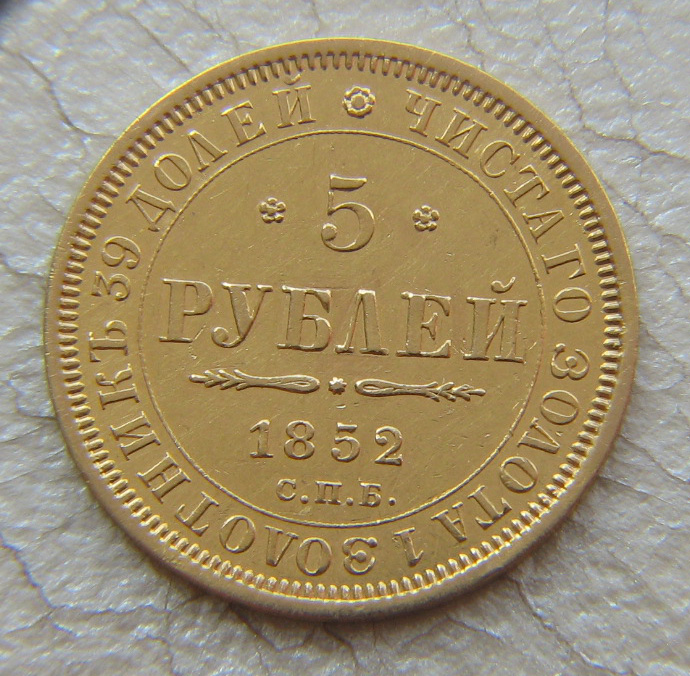 5
РУБЛЕЙ
1852
С.П.Б.
ЧИСТАГО ЗОЛОТА 1 ЗОЛОТНИКЪ 39 ДОЛЕЙ